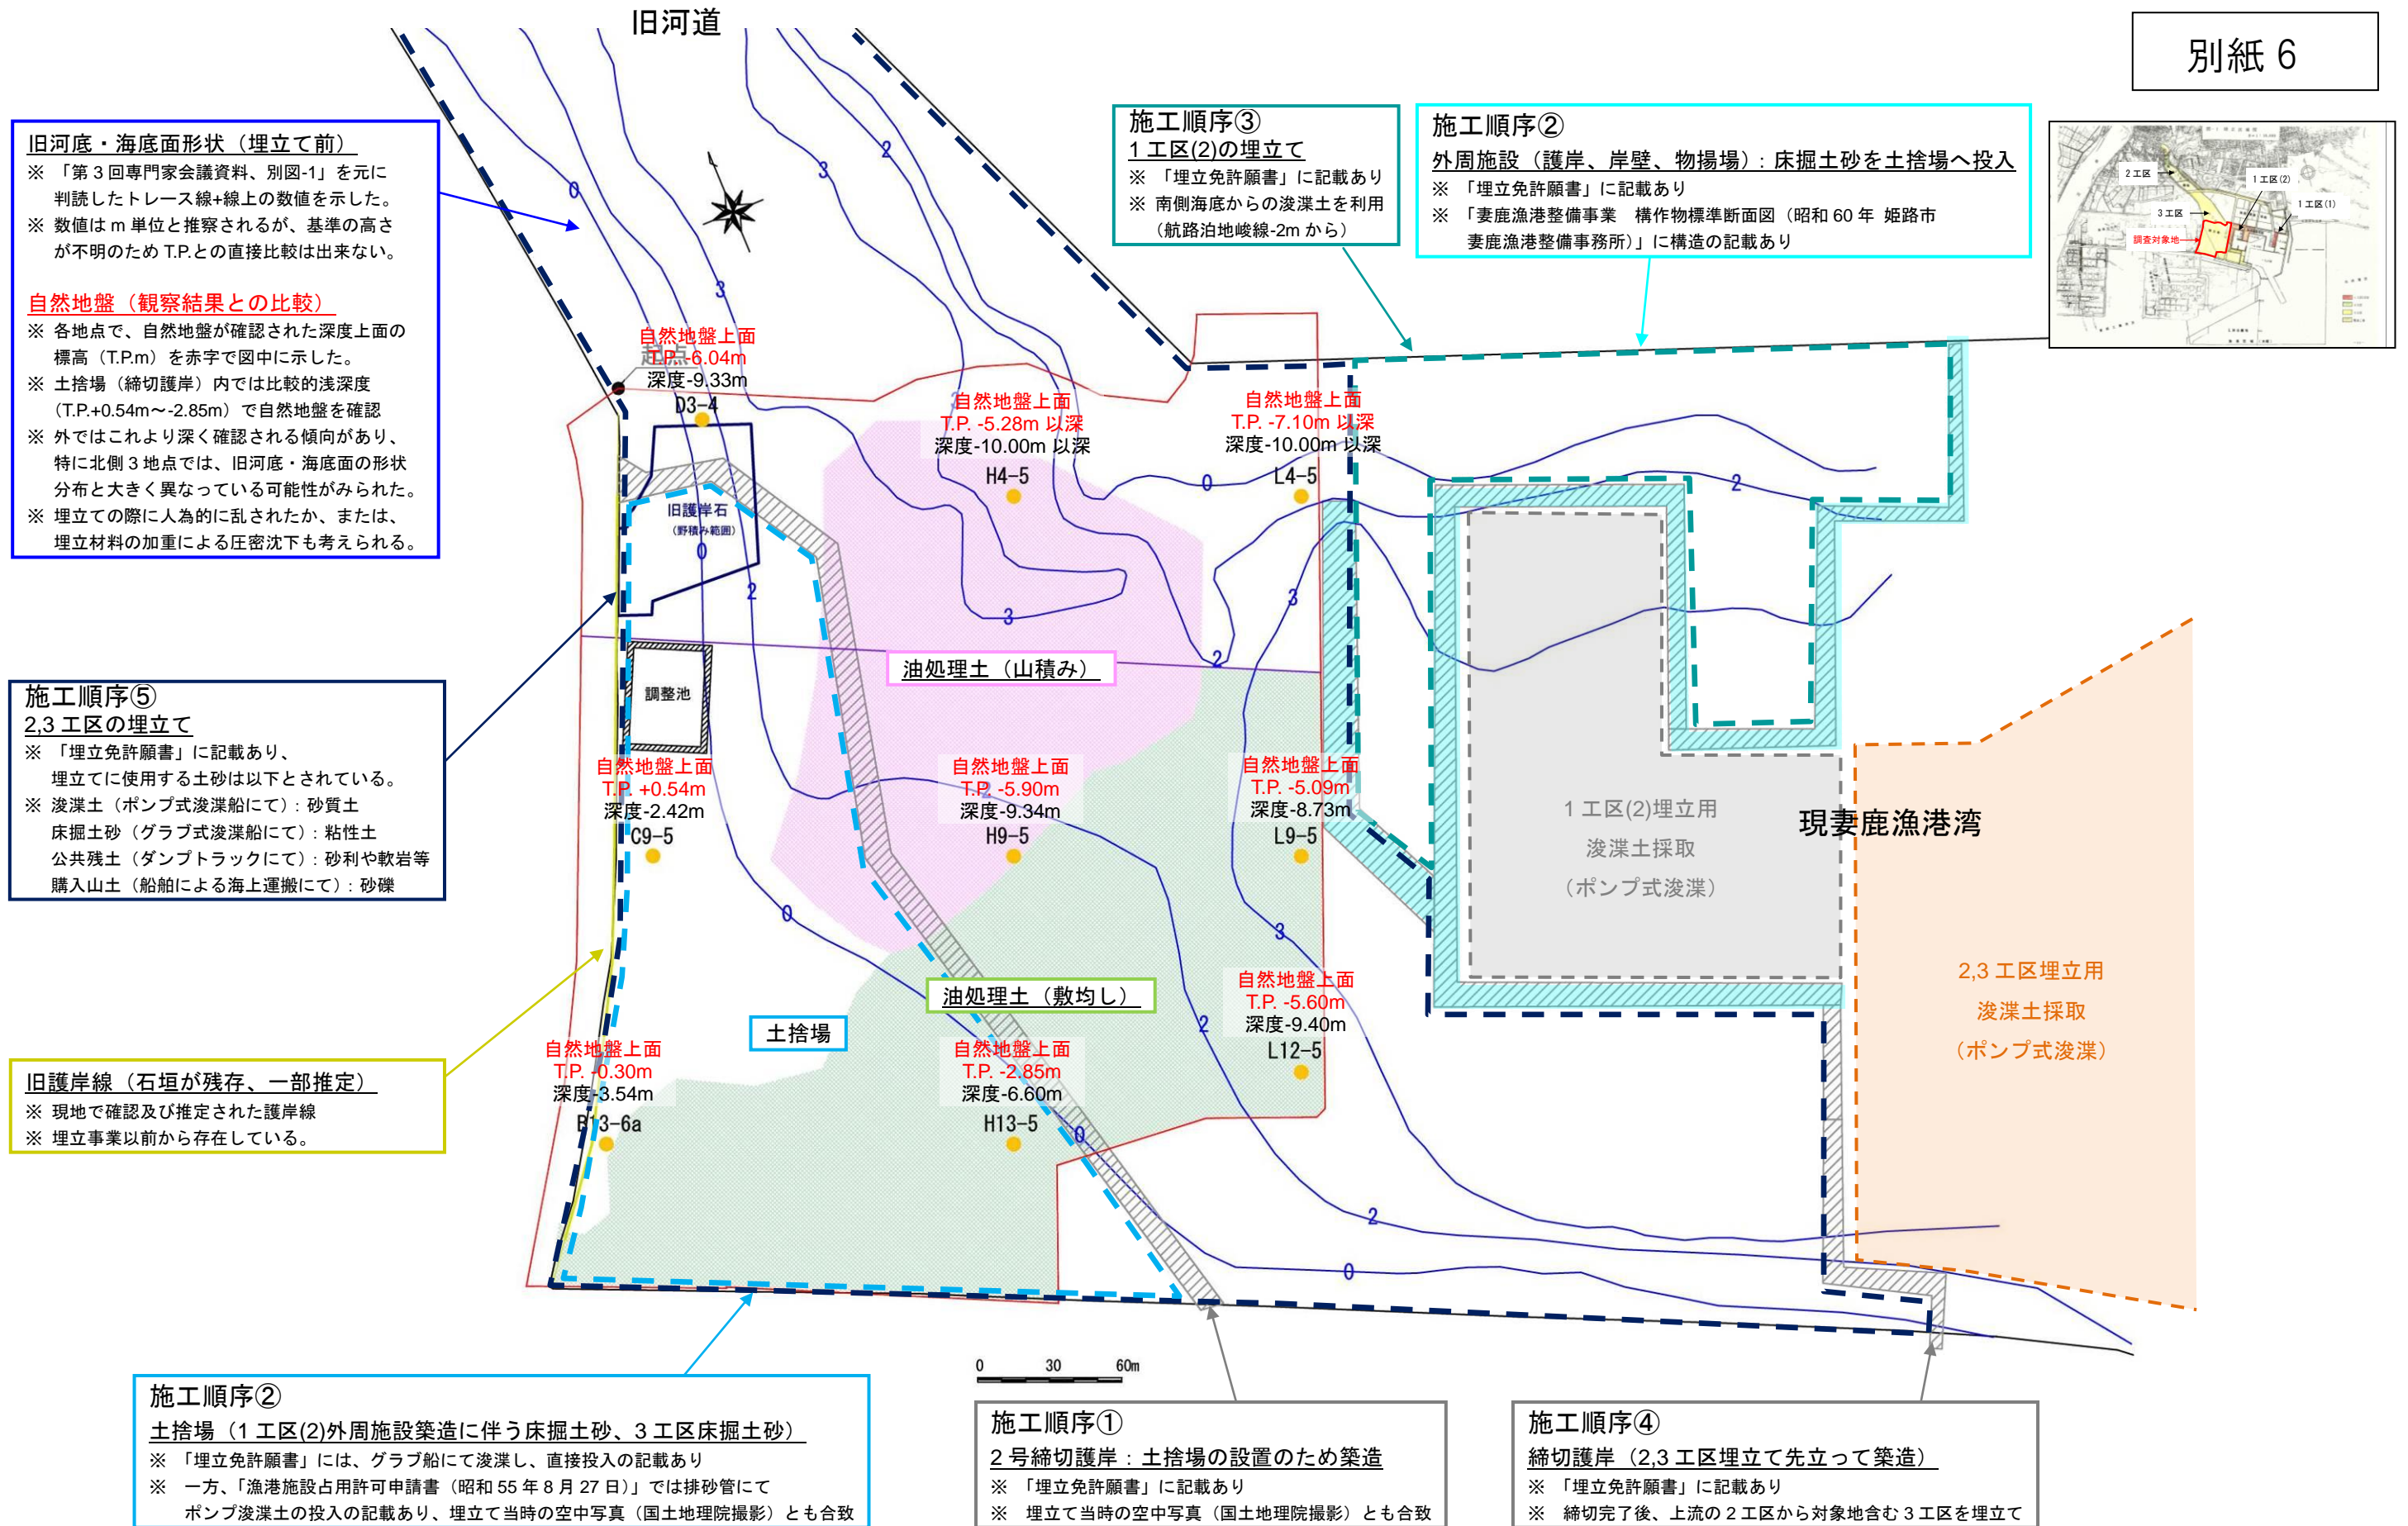 旧河道
別紙 6
旧河底・海底面形状（埋立て前）
※ 「第 3 回専門家会議資料、別図-1」を元に
判読したトレース線+線上の数値を示した。
※ 数値は m 単位と推察されるが、基準の高さ
が不明のため T.P.との直接比較は出来ない。
自然地盤（観察結果との比較）
※ 各地点で、自然地盤が確認された深度上面の
標高（T.P.m）を赤字で図中に示した。
※ 土捨場（締切護岸）内では比較的浅深度
（T.P.+0.54m～-2.85m）で自然地盤を確認
※ 外ではこれより深く確認される傾向があり、
特に北側 3 地点では、旧河底・海底面の形状
分布と大きく異なっている可能性がみられた。
※ 埋立ての際に人為的に乱されたか、または、
埋立材料の加重による圧密沈下も考えられる。
施工順序③
1 工区(2)の埋立て
※ 「埋立免許願書」に記載あり
※ 南側海底からの浚渫土を利用
（航路泊地峻線-2m から）
施工順序②
外周施設（護岸、岸壁、物揚場）: 床掘土砂を土捨場へ投入
※ 「埋立免許願書」に記載あり
※ 「妻鹿漁港整備事業　構作物標準断面図（昭和 60 年 姫路市
妻鹿漁港整備事務所）」に構造の記載あり
2 工区
1 工区(2)
1 工区(1)
3 工区
調査対象地
0
2
3
3
2
起点
自然地盤上面
T.P. -6.04m
深度-9.33m
D3-4
自然地盤上面
T.P. -5.28m 以深
深度-10.00m 以深
H4-5
自然地盤上面
T.P. -7.10m 以深
深度-10.00m 以深
L4-5
0
2
旧護岸石
（野積み範囲）
0
2
3
3
2
油処理土（山積み）
調整池
施工順序⑤
2,3 工区の埋立て
※ 「埋立免許願書」に記載あり、
埋立てに使用する土砂は以下とされている。
※ 浚渫土（ポンプ式浚渫船にて）: 砂質土
床掘土砂（グラブ式浚渫船にて）: 粘性土
公共残土（ダンプトラックにて）: 砂利や軟岩等
購入山土（船舶による海上運搬にて）: 砂礫
自然地盤上面
T.P. +0.54m
深度-2.42m
C9-5
自然地盤上面
T.P. -5.90m
深度-9.34m
H9-5
自然地盤上面
T.P. -5.09m
深度-8.73m
L9-5
1 工区(2)埋立用
浚渫土採取
（ポンプ式浚渫）
現妻鹿漁港湾
0
3
2,3 工区埋立用
浚渫土採取
（ポンプ式浚渫）
油処理土（敷均し）
土捨場
自然地盤上面
T.P. -5.60m
深度-9.40m
L12-5
2
自然地盤上面
T.P. -0.30m
深度-3.54m
B13-6a
自然地盤上面
T.P. -2.85m
深度-6.60m
H13-5
0
2
0
旧護岸線（石垣が残存、一部推定）
※ 現地で確認及び推定された護岸線
※ 埋立事業以前から存在している。
0 30 60m
施工順序②
土捨場（1 工区(2)外周施設築造に伴う床掘土砂、3 工区床掘土砂）
※ 「埋立免許願書」には、グラブ船にて浚渫し、直接投入の記載あり
※ 一方、「漁港施設占用許可申請書（昭和 55 年 8 月 27 日）」では排砂管にて
ポンプ浚渫土の投入の記載あり、埋立て当時の空中写真（国土地理院撮影）とも合致
施工順序①
2 号締切護岸 : 土捨場の設置のため築造
※ 「埋立免許願書」に記載あり
※ 埋立て当時の空中写真（国土地理院撮影）とも合致
施工順序④
締切護岸（2,3 工区埋立て先立って築造）
※ 「埋立免許願書」に記載あり
※ 締切完了後、上流の 2 工区から対象地含む 3 工区を埋立て